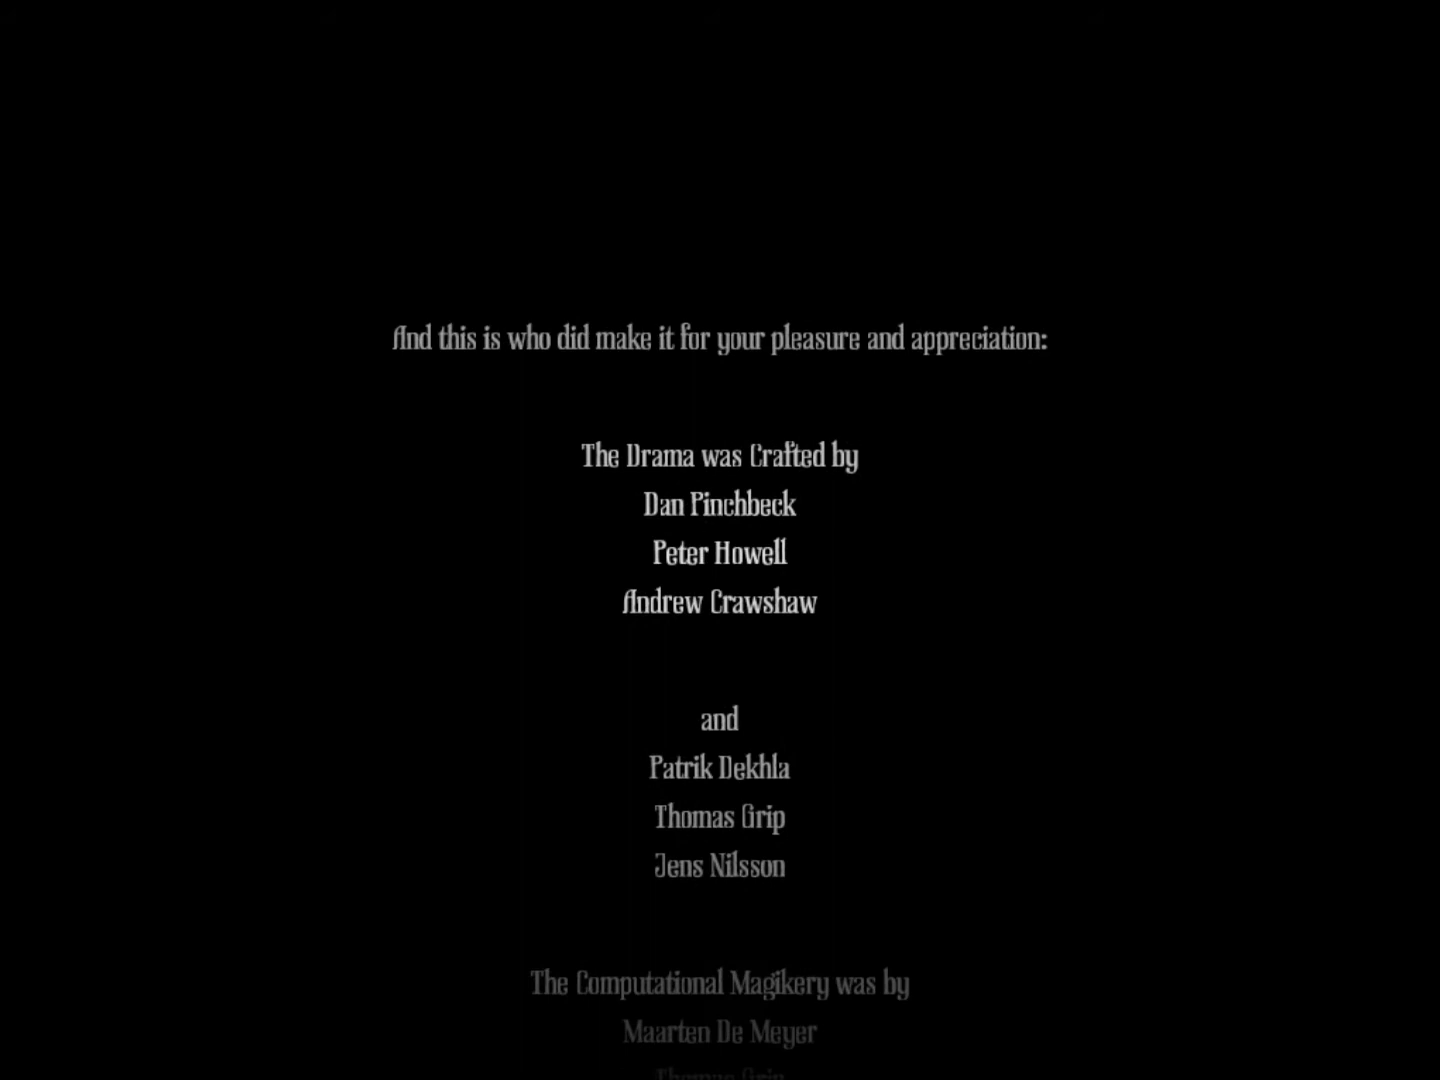 And this is who did make it for your pleasure and appreciation:
The Drama was Crafted by
Dan Pinchbeck
Peter Howell
Andrew Crawshaw
and
Patrik Dekhla
Thomas Grip
Jens Nilsson
The Computational Magikery was by
Maarten De Meyer
Thomas Grip